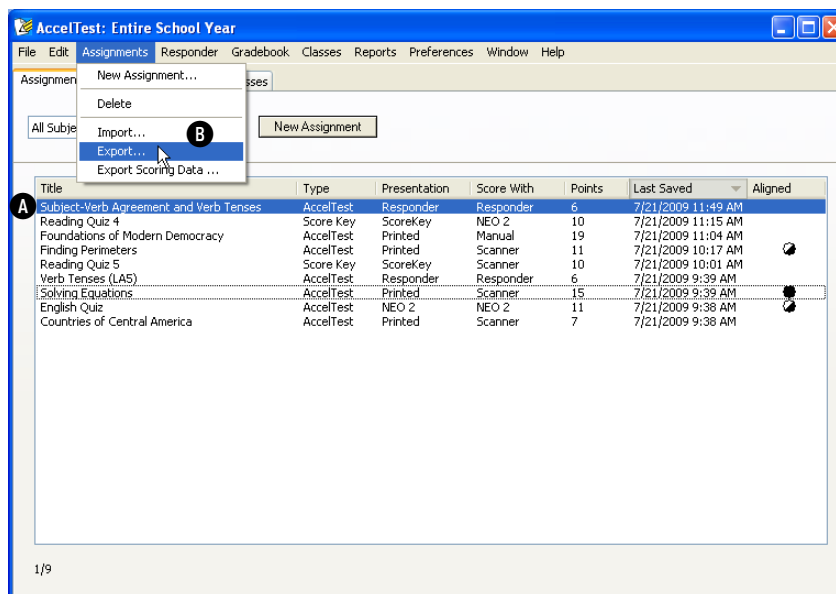 AccelTest: Entire School Year
File Edit Assignments Responder Gradebook Classes Reports Preferences Window Help
New Assignment...
Delete
Import...
Export...
Export Scoring Data ...
B
New Assignment
A
Title Type Presentation Score With Points Last Saved Aligned
Subject-Verb Agreement and Verb Tenses AccelTest Responder Responder 6 7/21/2009 11:49 AM
Reading Quiz 4 Score Key ScoreKey NEO 2 10 7/21/2009 11:15 AM
Foundations of Modern Democracy AccelTest Printed Manual 19 7/21/2009 11:04 AM
Finding Perimeters AccelTest Printed Scanner 11 7/21/2009 10:17 AM
Reading Quiz 5 Score Key ScoreKey Scanner 10 7/21/2009 10:01 AM
Verb Tenses (LA5) AccelTest Responder Responder 6 7/21/2009 9:39 AM
Solving Equations AccelTest Printed Scanner 15 7/21/2009 9:39 AM
English Quiz AccelTest NEO 2 NEO 2 11 7/21/2009 9:38 AM
Countries of Central America AccelTest Printed Scanner 7 7/21/2009 9:38 AM
1/9